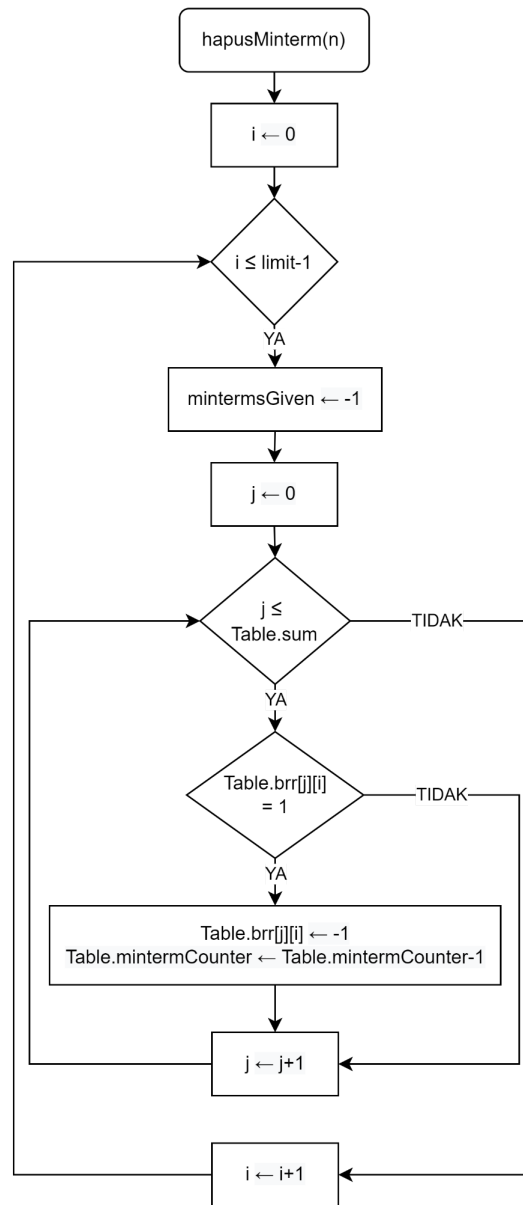 hapusMinterm(n)
i ← 0
i ≤ limit-1
YA
mintermsGiven ← -1
j ← 0
j ≤
Table.sum
TIDAK
YA
Table.brr[j][i]
= 1
TIDAK
YA
Table.brr[j][i] ← -1
Table.mintermCounter ← Table.mintermCounter-1
j ← j+1
i ← i+1